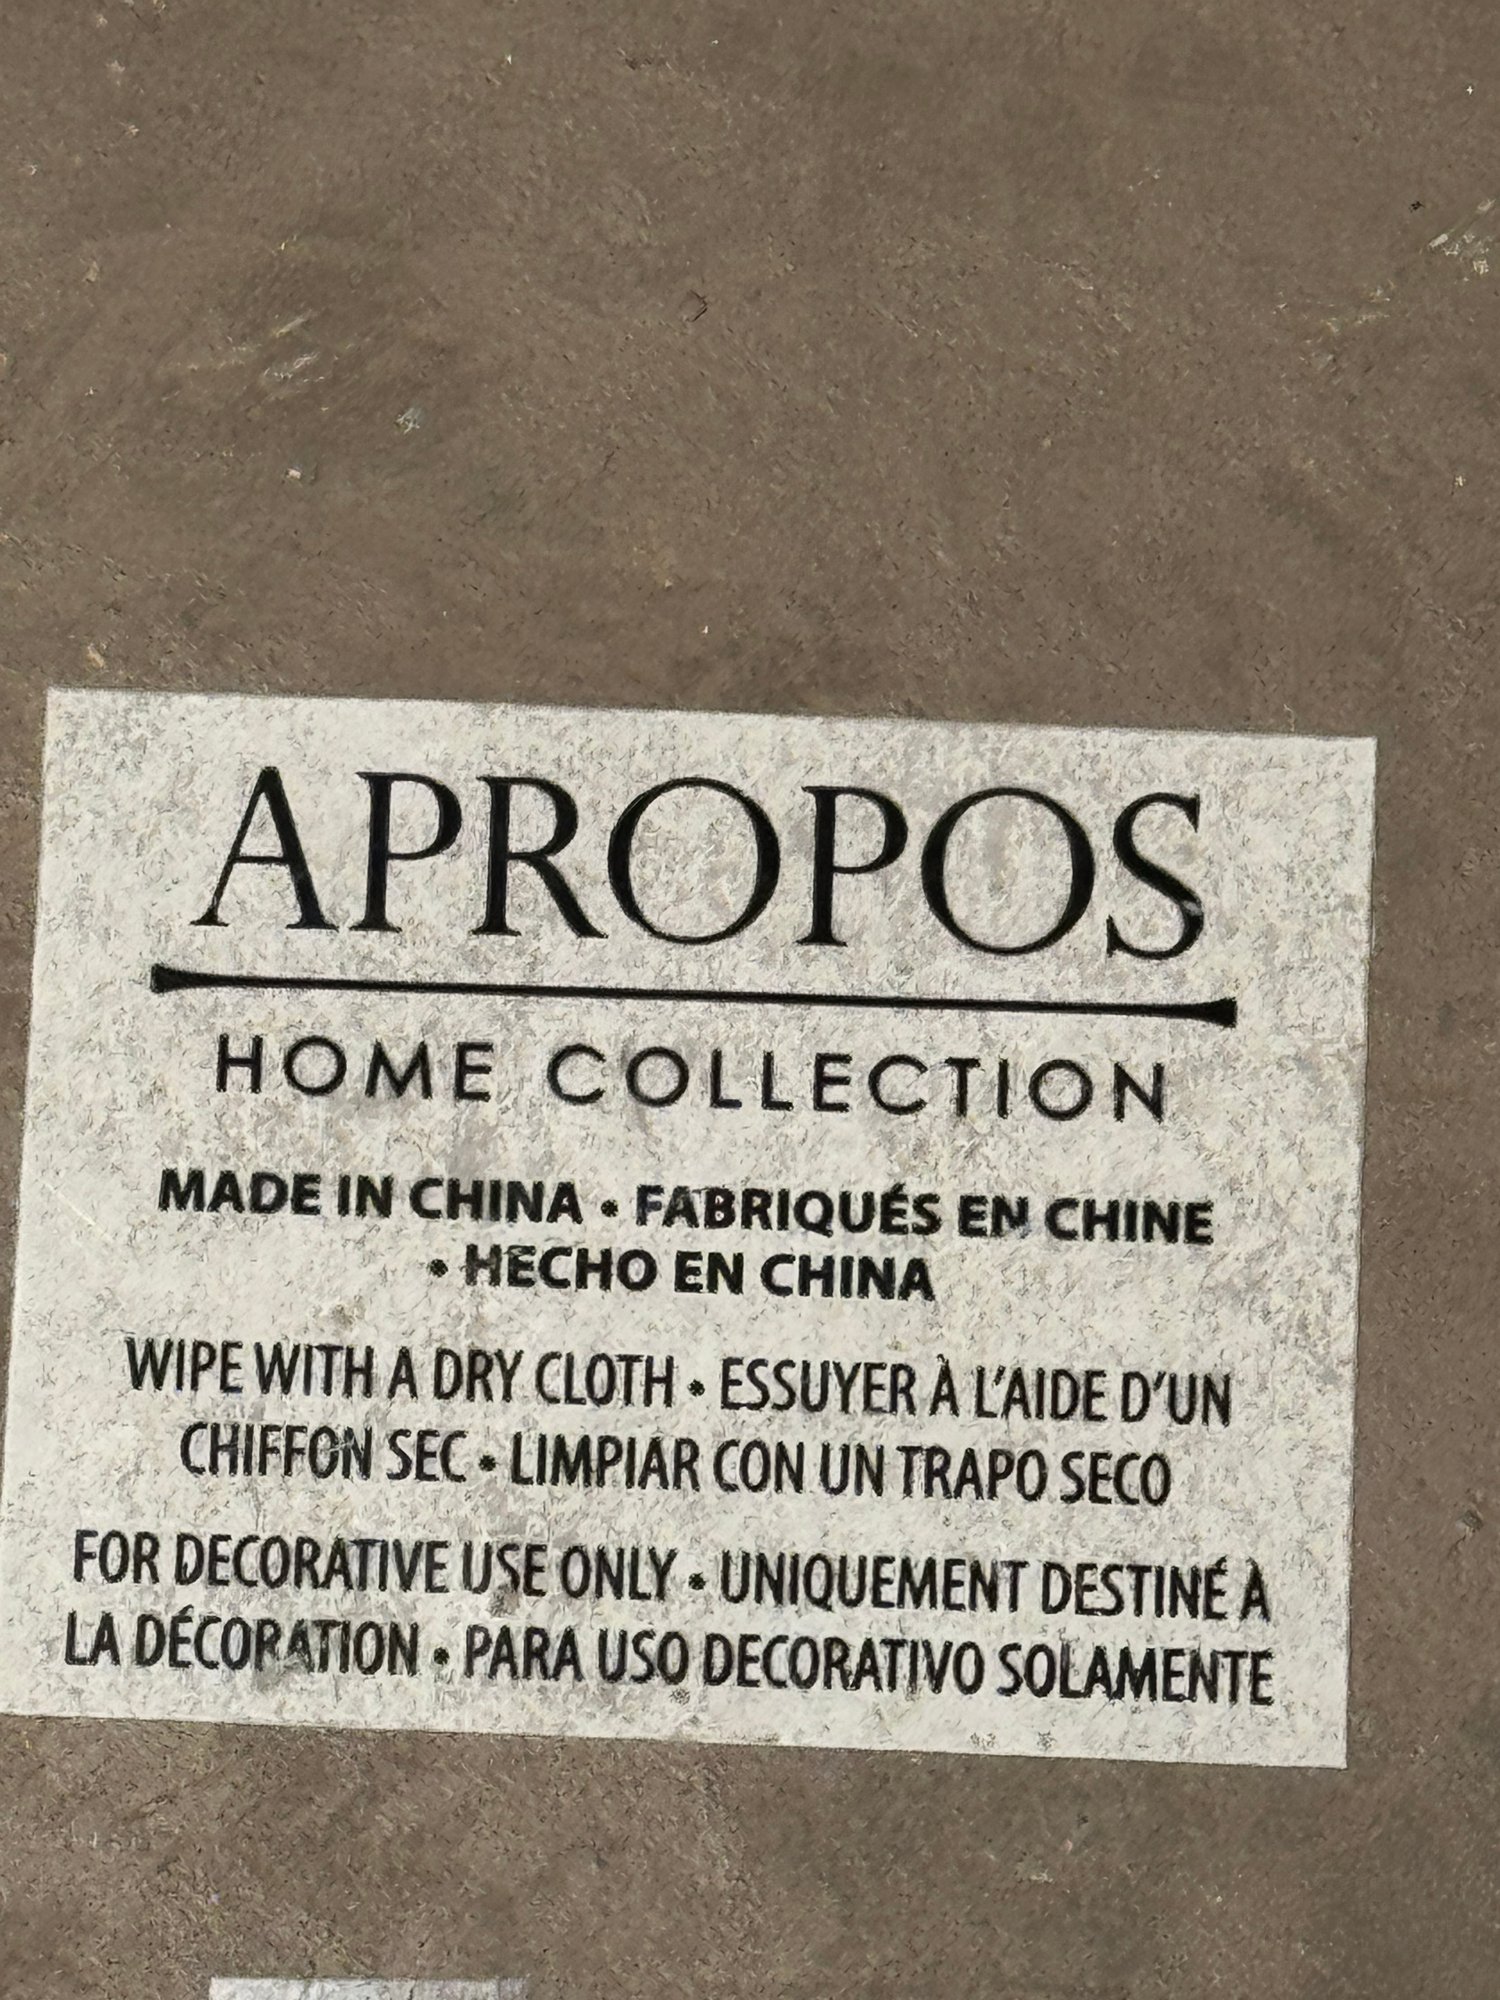 APROPOS
HOME COLLECTION
MADE IN CHINA • FABRIQUÉS EN CHINE
• HECHO EN CHINA
WIPE WITH A DRY CLOTH • ESSUYER À L'AIDE D'UN
CHIFFON SEC • LIMPIAR CON UN TRAPO SECO
FOR DECORATIVE USE ONLY • UNIQUEMENT DESTINÉ À
LA DÉCORATION • PARA USO DECORATIVO SOLAMENTE